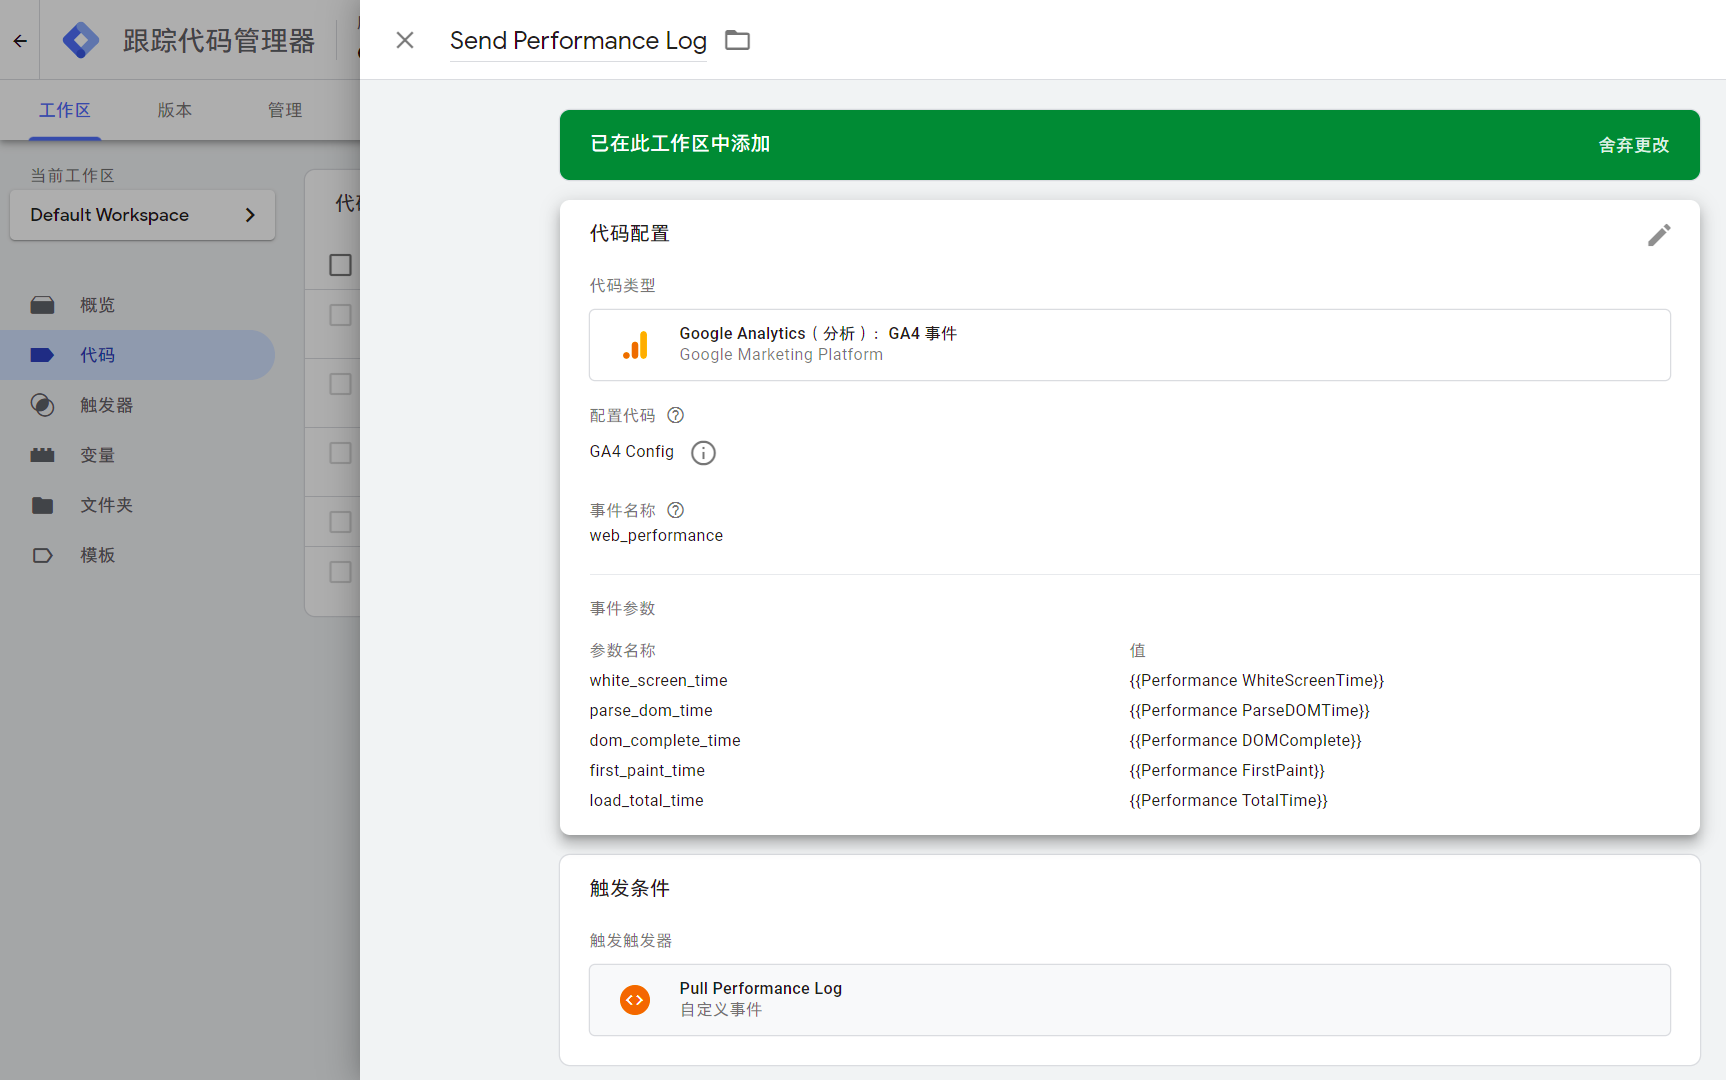 跟踪代码管理器
Send Performance Log
工作区
版本
管理
当前工作区
Default Workspace
概览
代码
触发器
变量
文件夹
模板
已在此工作区中添加
舍弃更改
代码配置
代码类型
Google Analytics（分析）：GA4 事件
Google Marketing Platform
配置代码
GA4 Config
事件名称
web_performance
事件参数
参数名称
值
white_screen_time
{{Performance WhiteScreenTime}}
parse_dom_time
{{Performance ParseDOMTime}}
dom_complete_time
{{Performance DOMComplete}}
first_paint_time
{{Performance FirstPaint}}
load_total_time
{{Performance TotalTime}}
触发条件
触发触发器
Pull Performance Log
自定义事件